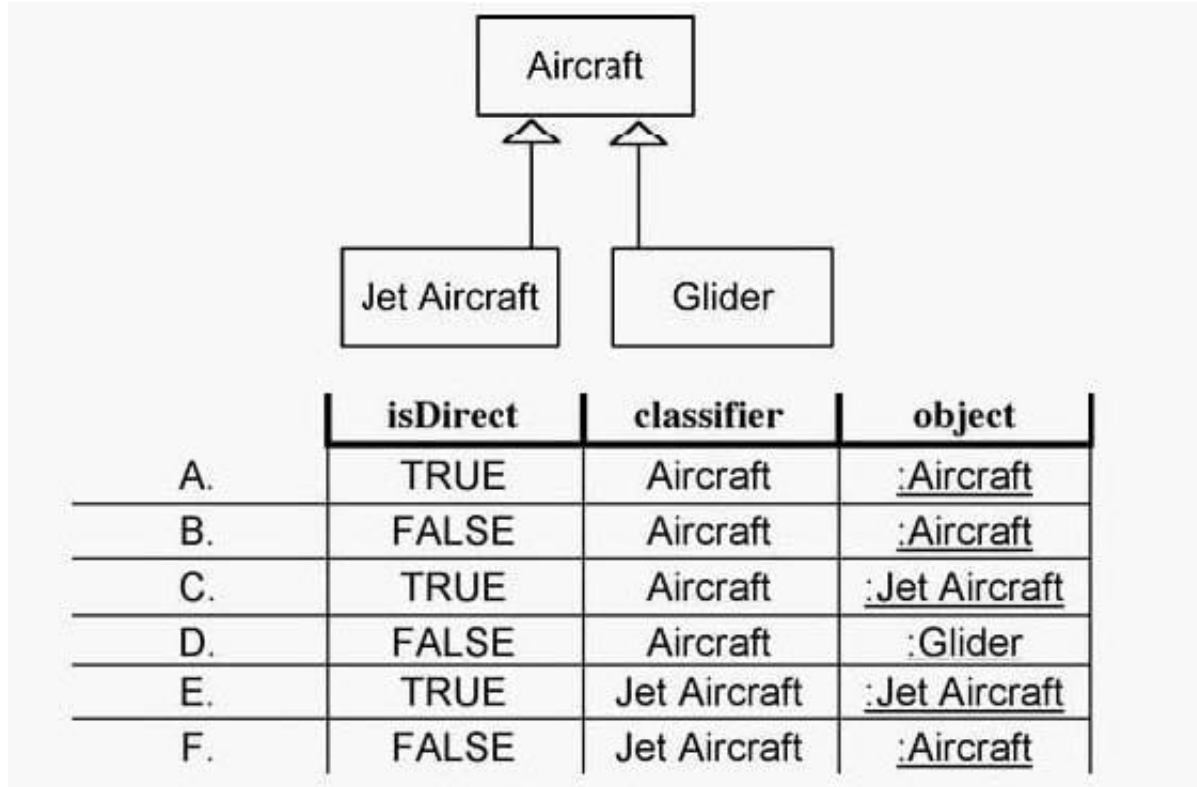 Aircraft
Jet Aircraft Glider
isDirect classifier object
A. TRUE Aircraft :Aircraft
B. FALSE Aircraft :Aircraft
C. TRUE Aircraft :Jet Aircraft
D. FALSE Aircraft :Glider
E. TRUE Jet Aircraft :Jet Aircraft
F. FALSE Jet Aircraft :Aircraft